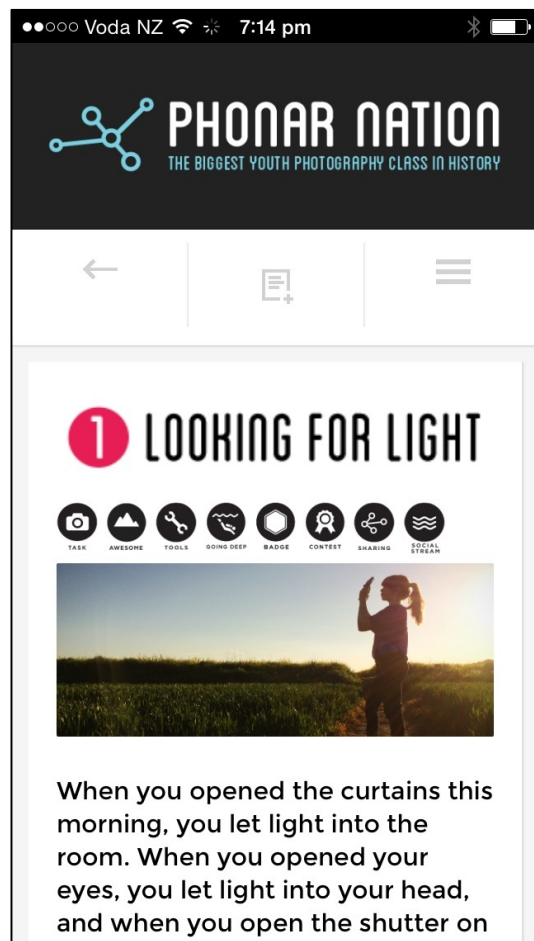 Voda NZ 7:14 pm
PHONAR NATION
THE BIGGEST YOUTH PHOTOGRAPHY CLASS IN HISTORY
1 LOOKING FOR LIGHT
TASK AWESOME TOOLS GOING DEEP BADGE CONTEST SHARING SOCIAL STREAM
When you opened the curtains this
morning, you let light into the
room. When you opened your
eyes, you let light into your head,
and when you open the shutter on